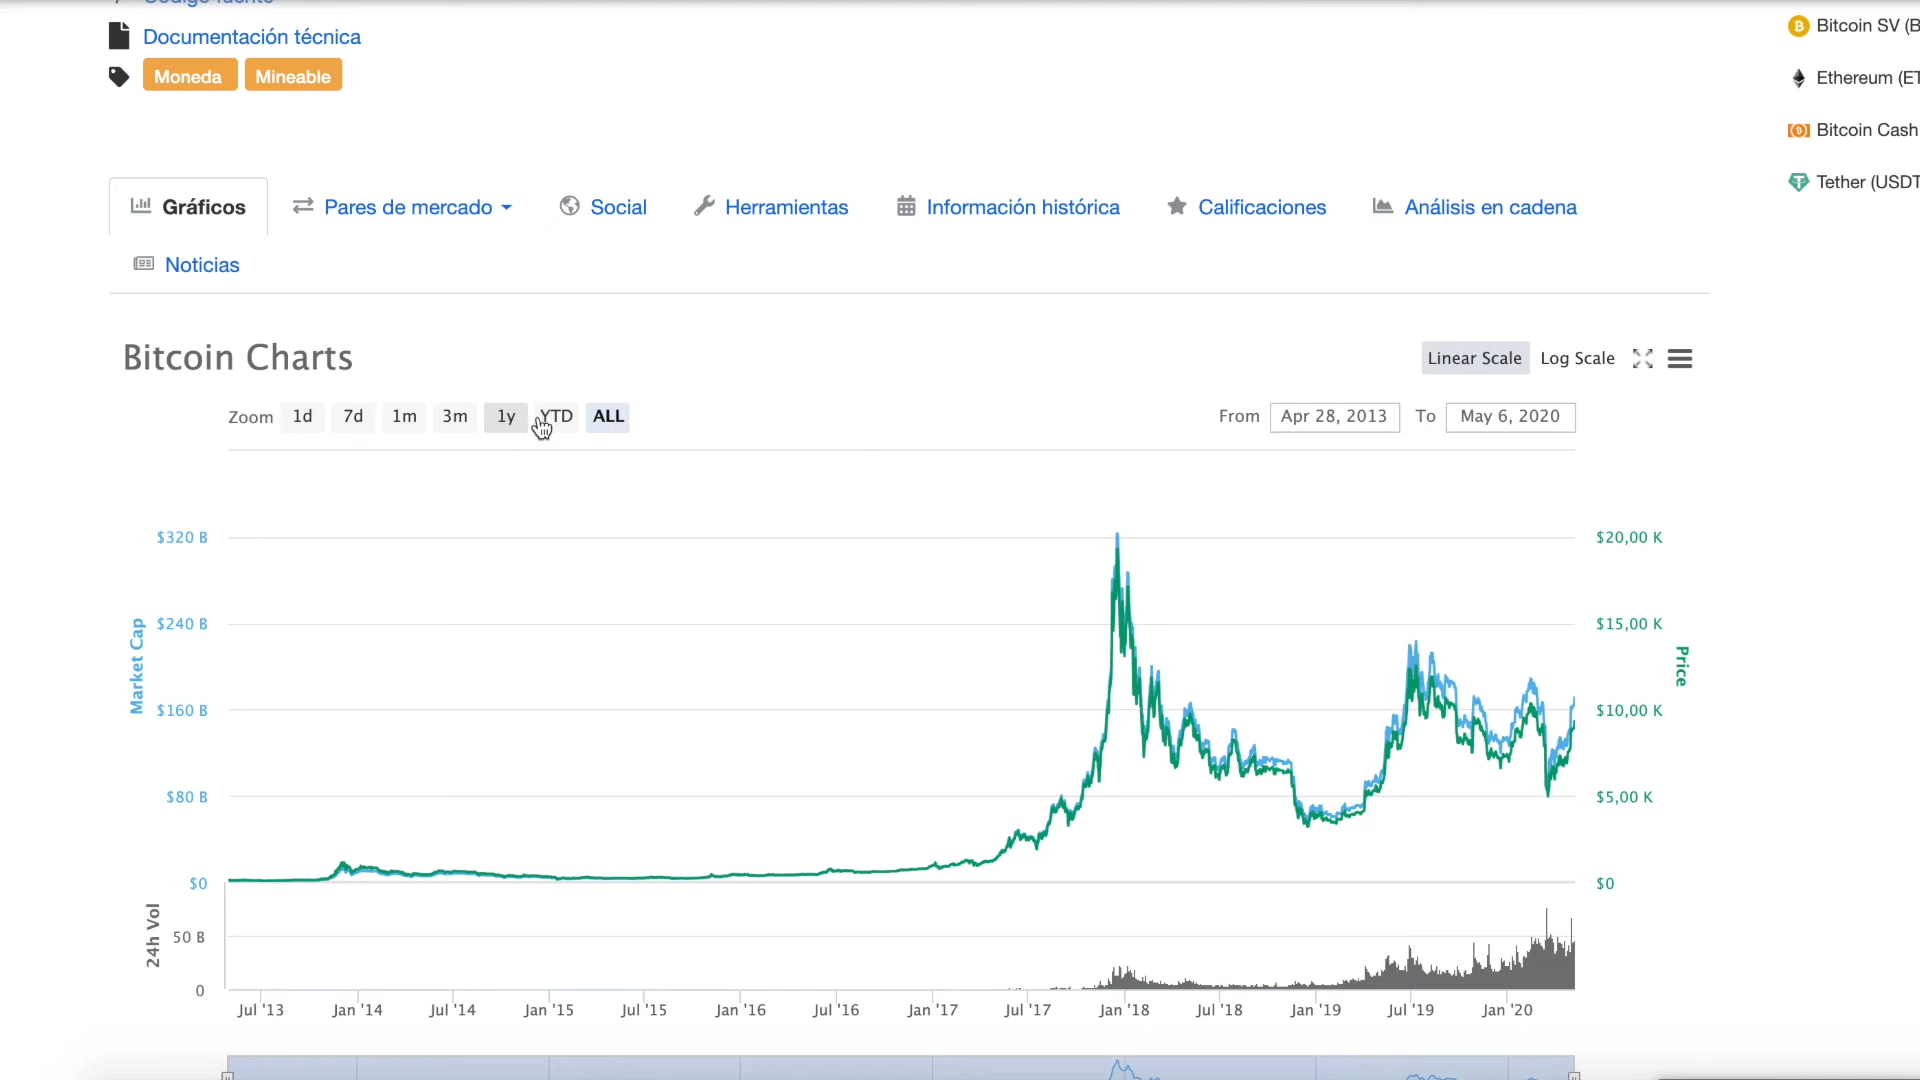 Código fuente
Documentación técnica
Moneda Mineable
Bitcoin SV (B
Ethereum (ET
Bitcoin Cash
Tether (USDT
Gráficos Pares de mercado Social Herramientas Información histórica Calificaciones Análisis en cadena
Noticias
Bitcoin Charts
Linear Scale Log Scale
Zoom 1d 7d 1m 3m 1y YTD ALL
From Apr 28, 2013 To May 6, 2020
$320 B $20,00 K
$240 B $15,00 K
Market Cap
Price
$160 B $10,00 K
$80 B $5,00 K
$0 $0
24h Vol
50 B
0
Jul '13 Jan '14 Jul '14 Jan '15 Jul '15 Jan '16 Jul '16 Jan '17 Jul '17 Jan '18 Jul '18 Jan '19 Jul '19 Jan '20